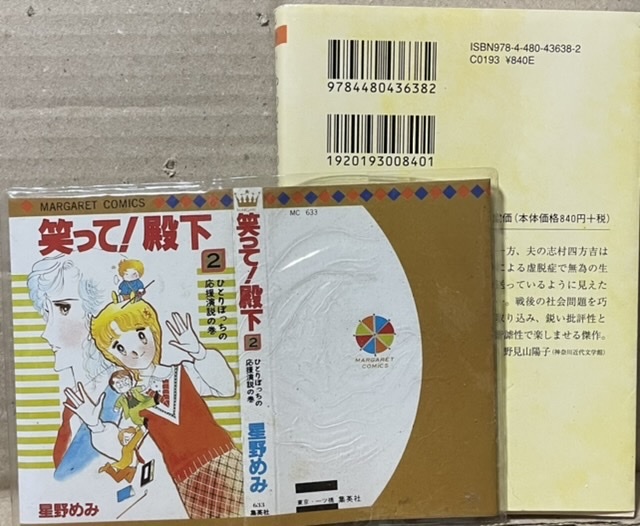 MARGARET COMICS
笑って!殿下
2
ひとりぼっちの
応援演説の巻
星野めみ
笑って!殿下
2
ひとりぼっちの
応援演説の巻
星野めみ
633
集英社
MC 633
MARGARET
COMICS
東京・一ツ橋 集英社
ISBN978-4-480-43638-2
C0193 ¥840E
9784480436382
1920193008401
価(本体価格840円+税)
一方、夫の志村四方吉は
による虚脱症で無為の生
送っているように見えた
。戦後の社会問題を巧
取り込み、鋭い批評性と
謔性で楽しませる傑作。
野見山陽子(神奈川近代文学館)